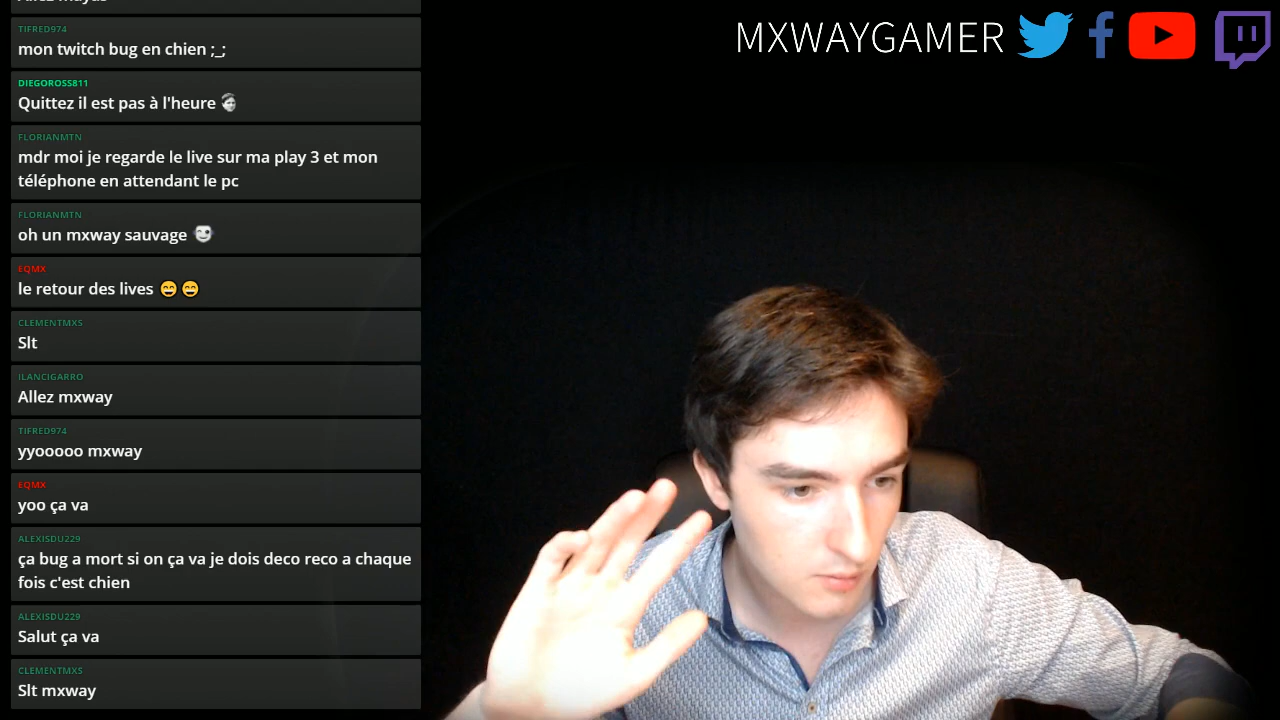 MXWAYGAMER
TIFRED974
mon twitch bug en chien ;_;
DIEGOROSS811
Quittez il est pas à l'heure
FLORIANMTN
mdr moi je regarde le live sur ma play 3 et mon
téléphone en attendant le pc
FLORIANMTN
oh un mxway sauvage
EQMX
le retour des lives 😄 😄
CLEMENTMXS
Slt
ILANCIGARRO
Allez mxway
TIFRED974
yyooooo mxway
EQMX
yoo ça va
ALEXISDU229
ça bug a mort si on ça va je dois deco reco a chaque
fois c'est chien
ALEXISDU229
Salut ça va
CLEMENTMXS
Slt mxway